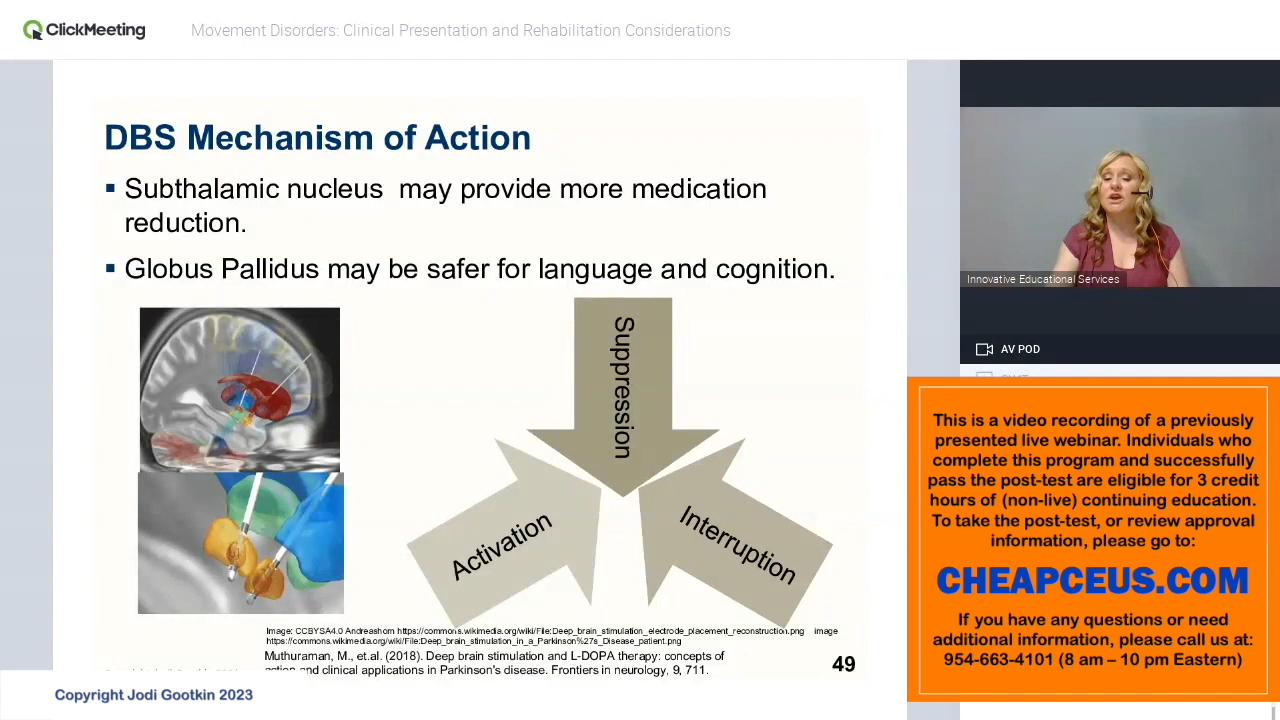 ClickMeeting
Movement Disorders: Clinical Presentation and Rehabilitation Considerations
DBS Mechanism of Action
Subthalamic nucleus may provide more medication
reduction.
Globus Pallidus may be safer for language and cognition.
Suppression
Activation
Interruption
Image: CCBYSA4.0 Andreashorn https://commons.wikimedia.org/wiki/File:Deep_brain_stimulation_electrode_placement_reconstruction.png image
https://commons.wikimedia.org/wiki/File:Deep_brain_stimulation_in_a_Parkinson%27s_Disease_patient.png
Muthuraman, M., et.al. (2018). Deep brain stimulation and L-DOPA therapy: concepts of
action and clinical applications in Parkinson's disease. Frontiers in neurology, 9, 711.
49
Copyright Jodi Gootkin 2023
Innovative Educational Services
AV POD
This is a video recording of a previously
presented live webinar. Individuals who
complete this program and successfully
pass the post-test are eligible for 3 credit
hours of (non-live) continuing education.
To take the post-test, or review approval
information, please go to:
CHEAPCEUS.COM
If you have any questions or need
additional information, please call us at:
954-663-4101 (8 am – 10 pm Eastern)